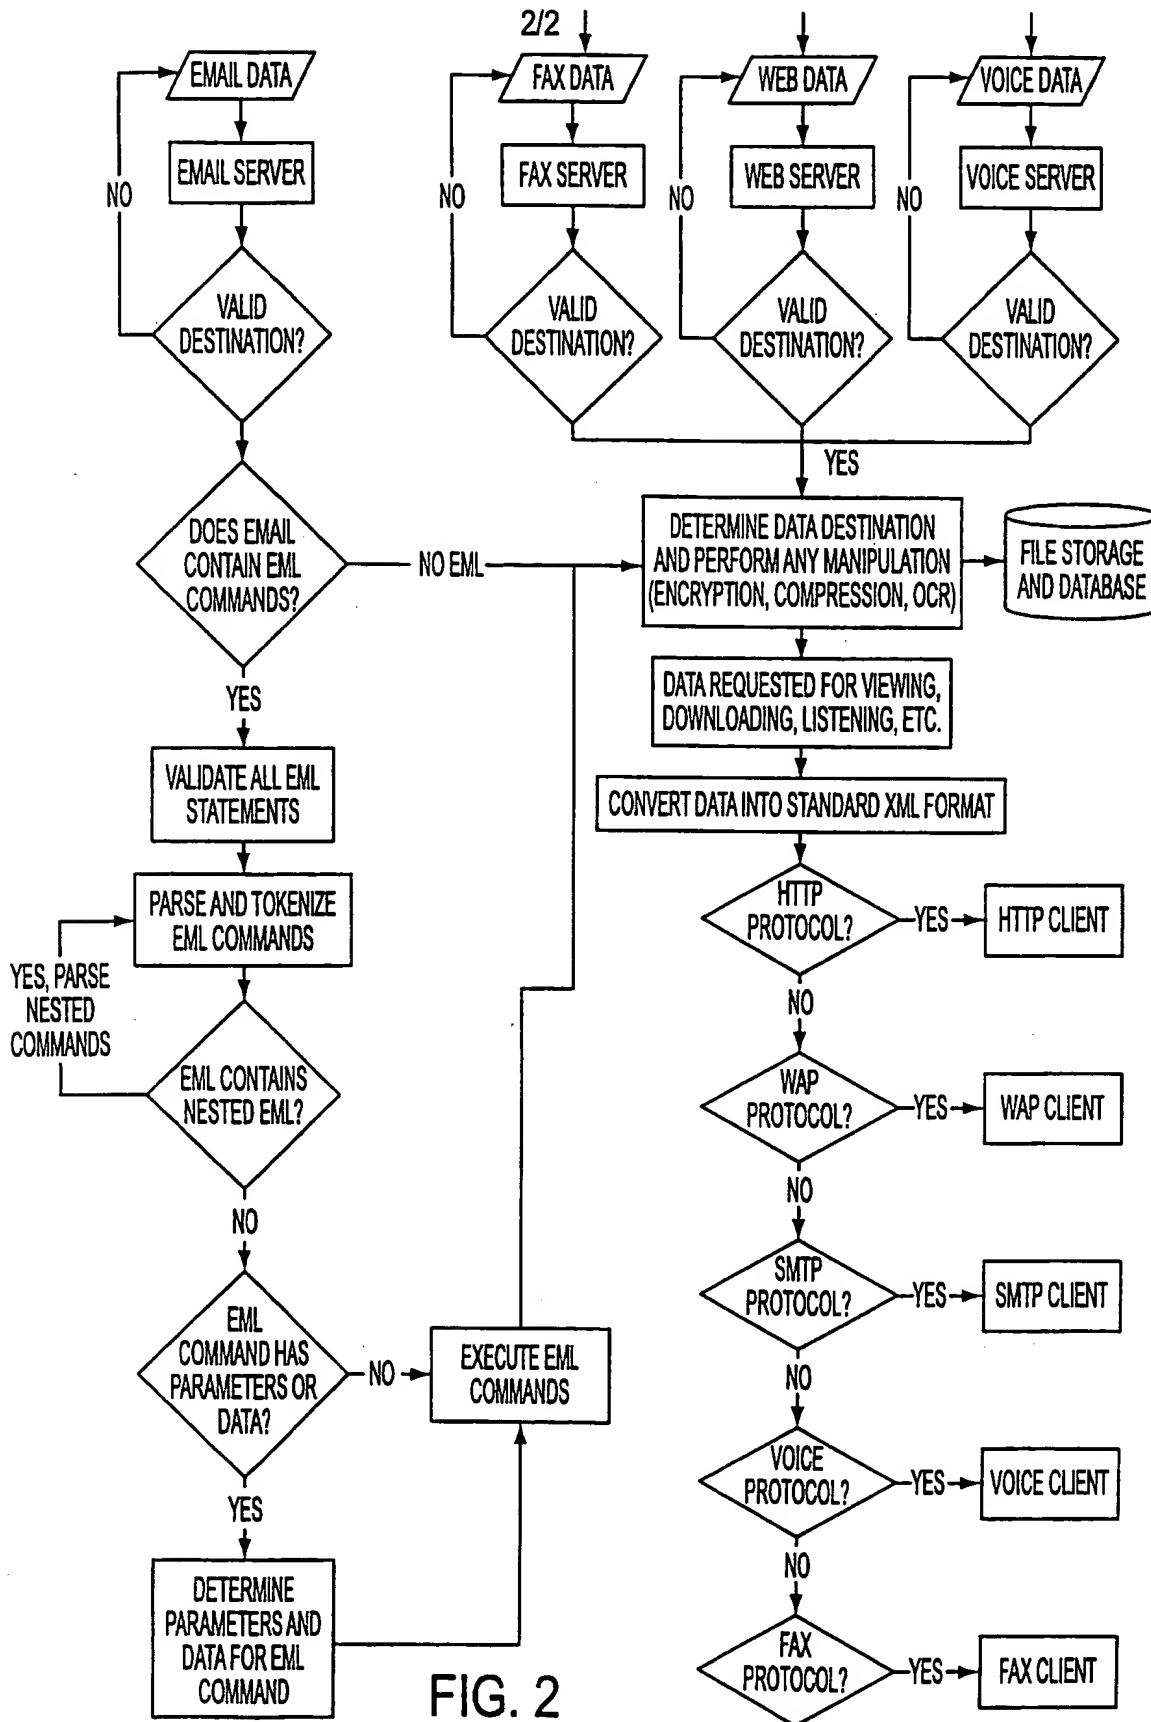 2/2
EMAIL DATA
EMAIL SERVER
NO
VALID
DESTINATION?
FAX DATA
FAX SERVER
NO
VALID
DESTINATION?
WEB DATA
WEB SERVER
NO
VALID
DESTINATION?
VOICE DATA
VOICE SERVER
NO
VALID
DESTINATION?
YES
DOES EMAIL
CONTAIN EML
COMMANDS?
NO EML
YES
VALIDATE ALL EML
STATEMENTS
PARSE AND TOKENIZE
EML COMMANDS
YES, PARSE
NESTED
COMMANDS
EML CONTAINS
NESTED EML?
NO
EML
COMMAND HAS
PARAMETERS OR
DATA?
NO
EXECUTE EML
COMMANDS
YES
DETERMINE
PARAMETERS AND
DATA FOR EML
COMMAND
DETERMINE DATA DESTINATION
AND PERFORM ANY MANIPULATION
(ENCRYPTION, COMPRESSION, OCR)
FILE STORAGE
AND DATABASE
DATA REQUESTED FOR VIEWING,
DOWNLOADING, LISTENING, ETC.
CONVERT DATA INTO STANDARD XML FORMAT
HTTP
PROTOCOL?
YES
HTTP CLIENT
NO
WAP
PROTOCOL?
YES
WAP CLIENT
NO
SMTP
PROTOCOL?
YES
SMTP CLIENT
NO
VOICE
PROTOCOL?
YES
VOICE CLIENT
NO
FAX
PROTOCOL?
YES
FAX CLIENT
FIG. 2